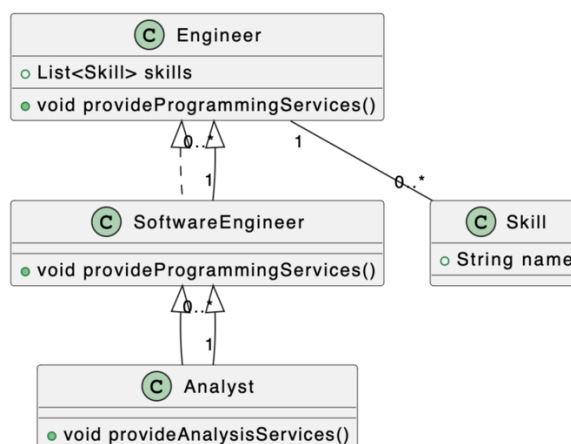 C Engineer
List<Skill> skills
void provideProgrammingServices()
0..*
1
1
0..*
C SoftwareEngineer
void provideProgrammingServices()
C Skill
String name
0..*
1
C Analyst
void provideAnalysisServices()